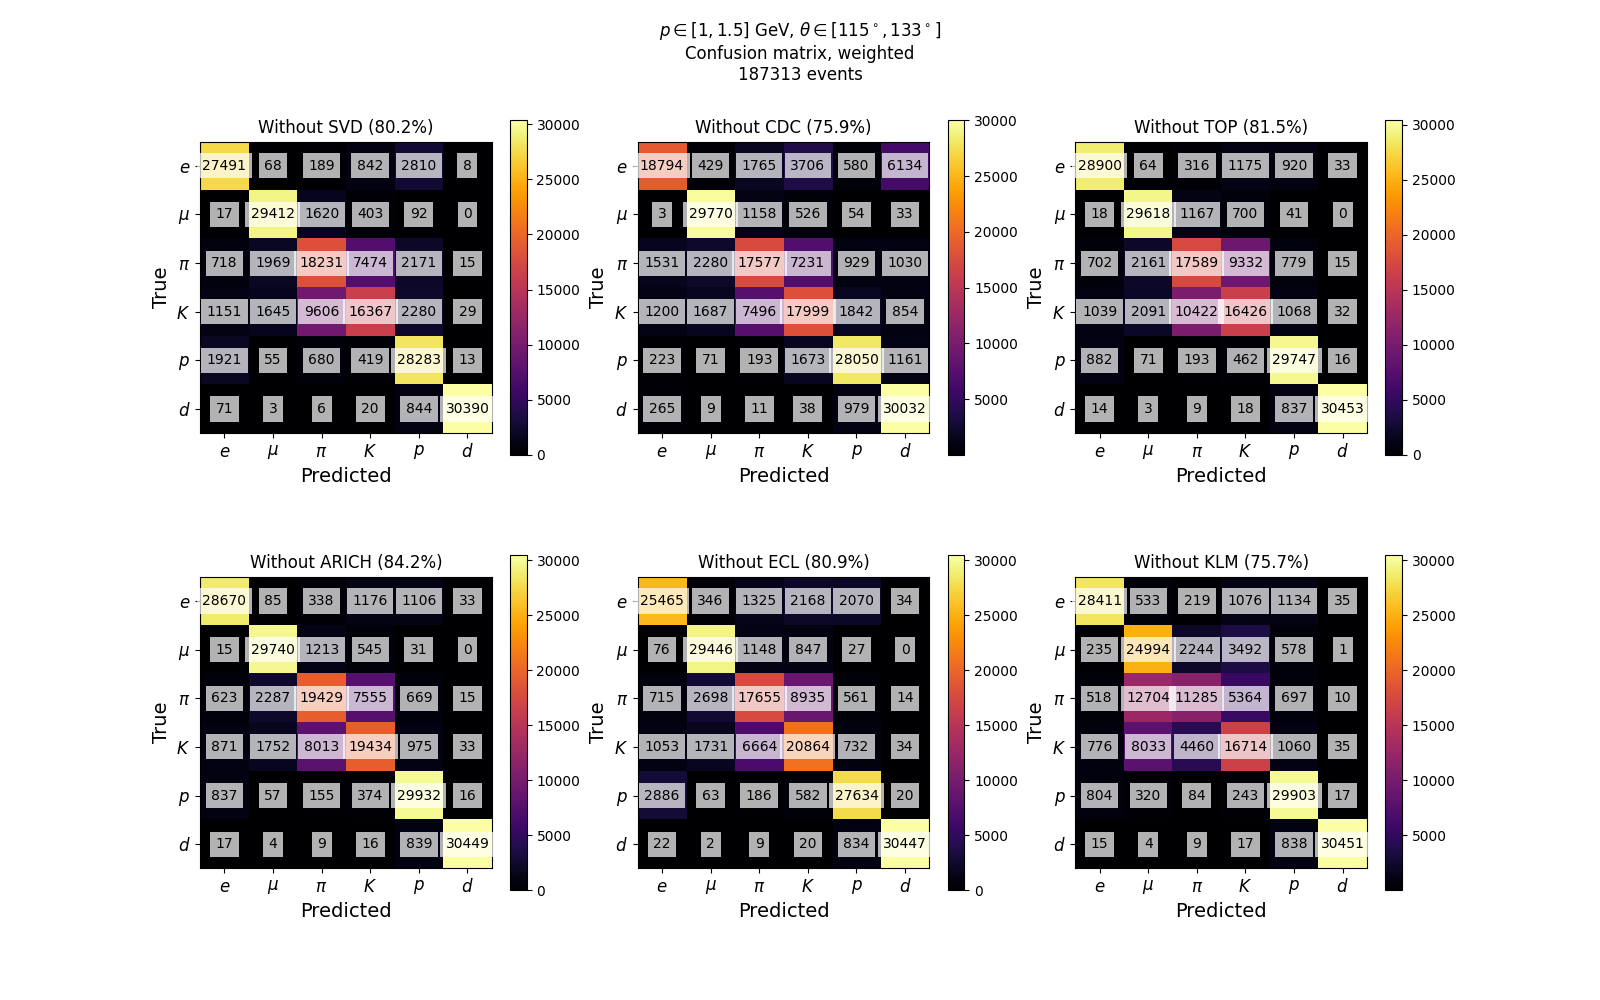 p ∈ [1, 1.5] GeV, θ ∈ [115°, 133°]
Confusion matrix, weighted
187313 events
Without SVD (80.2%)
True
e 27491 68 189 842 2810 8
μ 17 29412 1620 403 92 0
π 718 1969 18231 7474 2171 15
K 1151 1645 9606 16367 2280 29
p 1921 55 680 419 28283 13
d 71 3 6 20 844 30390
e μ π K p d
Predicted
30000
25000
20000
15000
10000
5000
0
Without CDC (75.9%)
True
e 18794 429 1765 3706 580 6134
μ 3 29770 1158 526 54 33
π 1531 2280 17577 7231 929 1030
K 1200 1687 7496 17999 1842 854
p 223 71 193 1673 28050 1161
d 265 9 11 38 979 30032
e μ π K p d
Predicted
30000
25000
20000
15000
10000
5000
Without TOP (81.5%)
True
e 28900 64 316 1175 920 33
μ 18 29618 1167 700 41 0
π 702 2161 17589 9332 779 15
K 1039 2091 10422 16426 1068 32
p 882 71 193 462 29747 16
d 14 3 9 18 837 30453
e μ π K p d
Predicted
30000
25000
20000
15000
10000
5000
0
Without ARICH (84.2%)
True
e 28670 85 338 1176 1106 33
μ 15 29740 1213 545 31 0
π 623 2287 19429 7555 669 15
K 871 1752 8013 19434 975 33
p 837 57 155 374 29932 16
d 17 4 9 16 839 30449
e μ π K p d
Predicted
30000
25000
20000
15000
10000
5000
0
Without ECL (80.9%)
True
e 25465 346 1325 2168 2070 34
μ 76 29446 1148 847 27 0
π 715 2698 17655 8935 561 14
K 1053 1731 6664 20864 732 34
p 2886 63 186 582 27634 20
d 22 2 9 20 834 30447
e μ π K p d
Predicted
30000
25000
20000
15000
10000
5000
0
Without KLM (75.7%)
True
e 28411 533 219 1076 1134 35
μ 235 24994 2244 3492 578 1
π 518 12704 11285 5364 697 10
K 776 8033 4460 16714 1060 35
p 804 320 84 243 29903 17
d 15 4 9 17 838 30451
e μ π K p d
Predicted
30000
25000
20000
15000
10000
5000